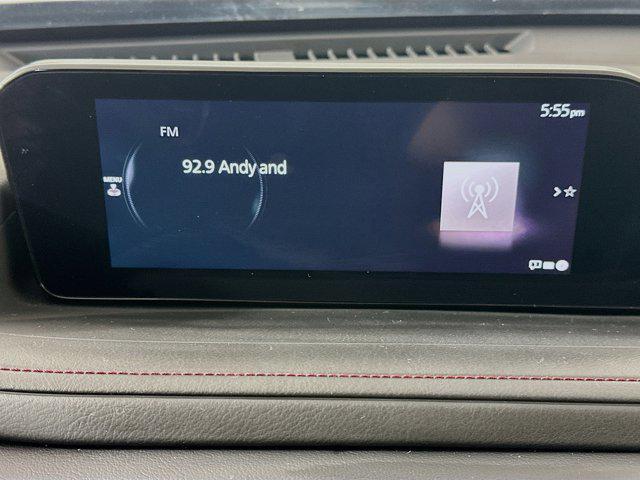 5:55pm
FM
92.9 Andy and
MENU